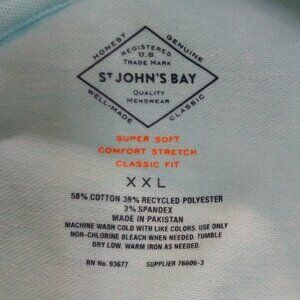 HONEST GENUINE
REGISTERED
U.S.
TRADE MARK
ST JOHN'S BAY
QUALITY
MENSWEAR
WELL-MADE CLASSIC
SUPER SOFT
COMFORT STRETCH
CLASSIC FIT
XXL
58% COTTON 39% RECYCLED POLYESTER
3% SPANDEX
MADE IN PAKISTAN
MACHINE WASH COLD WITH LIKE COLORS. USE ONLY
NON-CHLORINE BLEACH WHEN NEEDED. TUMBLE
DRY LOW. WARM IRON AS NEEDED.
RN No. 93677 SUPPLIER 76606-3